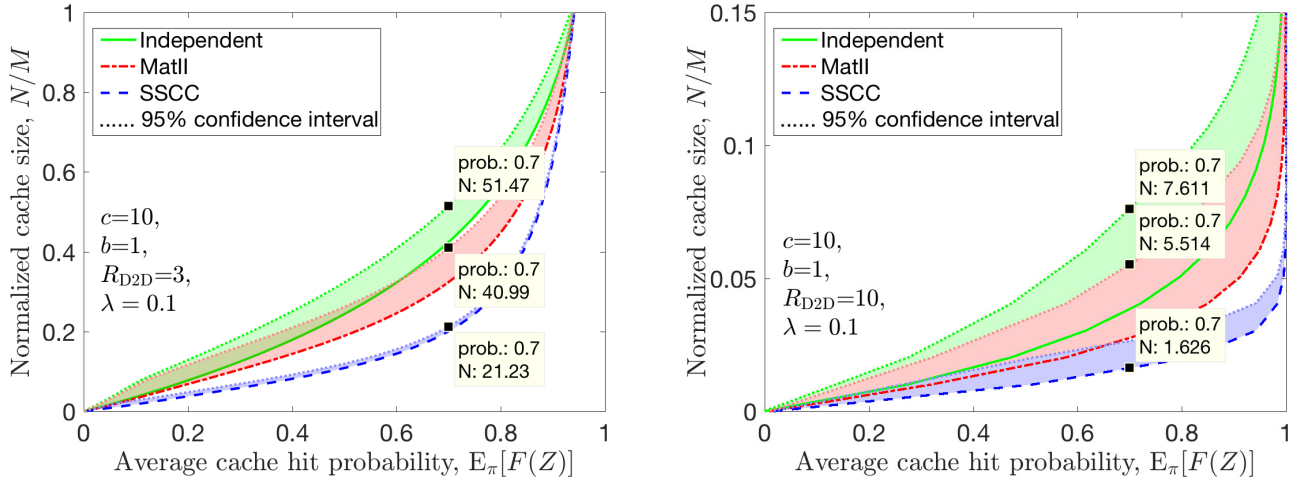 1
0.8
0.6
0.4
0.2
0
Normalized cache size, N/M
Independent
MatII
SSCC
...... 95% confidence interval
prob.: 0.7
N: 51.47
c=10,
b=1,
R_D2D=3,
λ = 0.1
prob.: 0.7
N: 40.99
prob.: 0.7
N: 21.23
0 0.2 0.4 0.6 0.8 1
Average cache hit probability, E_π[F(Z)]
0.15
0.1
0.05
0
Normalized cache size, N/M
Independent
MatII
SSCC
...... 95% confidence interval
prob.: 0.7
N: 7.611
prob.: 0.7
N: 5.514
c=10,
b=1,
R_D2D=10,
λ = 0.1
prob.: 0.7
N: 1.626
0 0.2 0.4 0.6 0.8 1
Average cache hit probability, E_π[F(Z)]